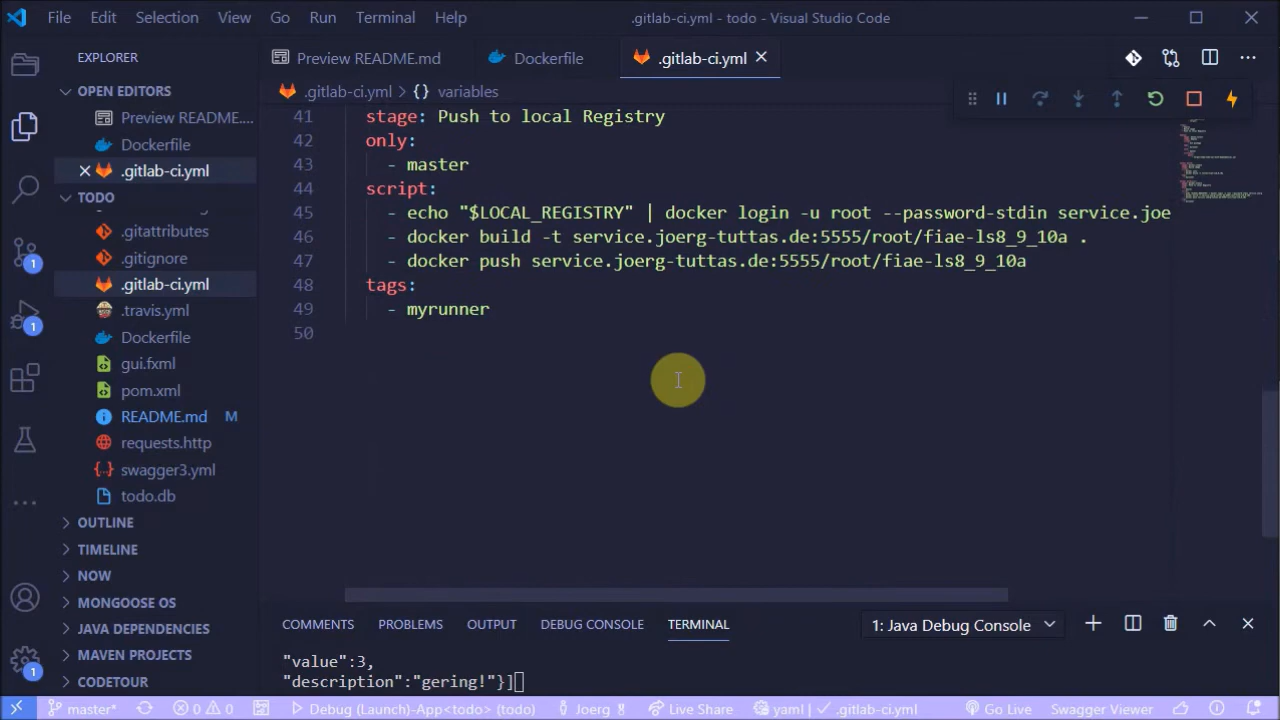 File Edit Selection View Go Run Terminal Help .gitlab-ci.yml - todo - Visual Studio Code
EXPLORER
OPEN EDITORS
Preview README....
Dockerfile
.gitlab-ci.yml
TODO
.gitattributes
.gitignore
.gitlab-ci.yml
.travis.yml
Dockerfile
gui.fxml
pom.xml
README.md M
requests.http
swagger3.yml
todo.db
OUTLINE
TIMELINE
NOW
MONGOOSE OS
JAVA DEPENDENCIES
MAVEN PROJECTS
CODETOUR
1
1
1
Preview README.md Dockerfile .gitlab-ci.yml
.gitlab-ci.yml > {} variables
41 stage: Push to local Registry
42 only:
43 - master
44 script:
45 - echo "$LOCAL_REGISTRY" | docker login -u root --password-stdin service.joe
46 - docker build -t service.joerg-tuttas.de:5555/root/fiae-ls8_9_10a .
47 - docker push service.joerg-tuttas.de:5555/root/fiae-ls8_9_10a
48 tags:
49 - myrunner
50
COMMENTS PROBLEMS OUTPUT DEBUG CONSOLE TERMINAL 1: Java Debug Console
"value":3,
"description":"gering!"}]
master* 0 0 Debug (Launch)-App<todo> (todo) Joerg Live Share yaml | .gitlab-ci.yml Go Live Swagger Viewer